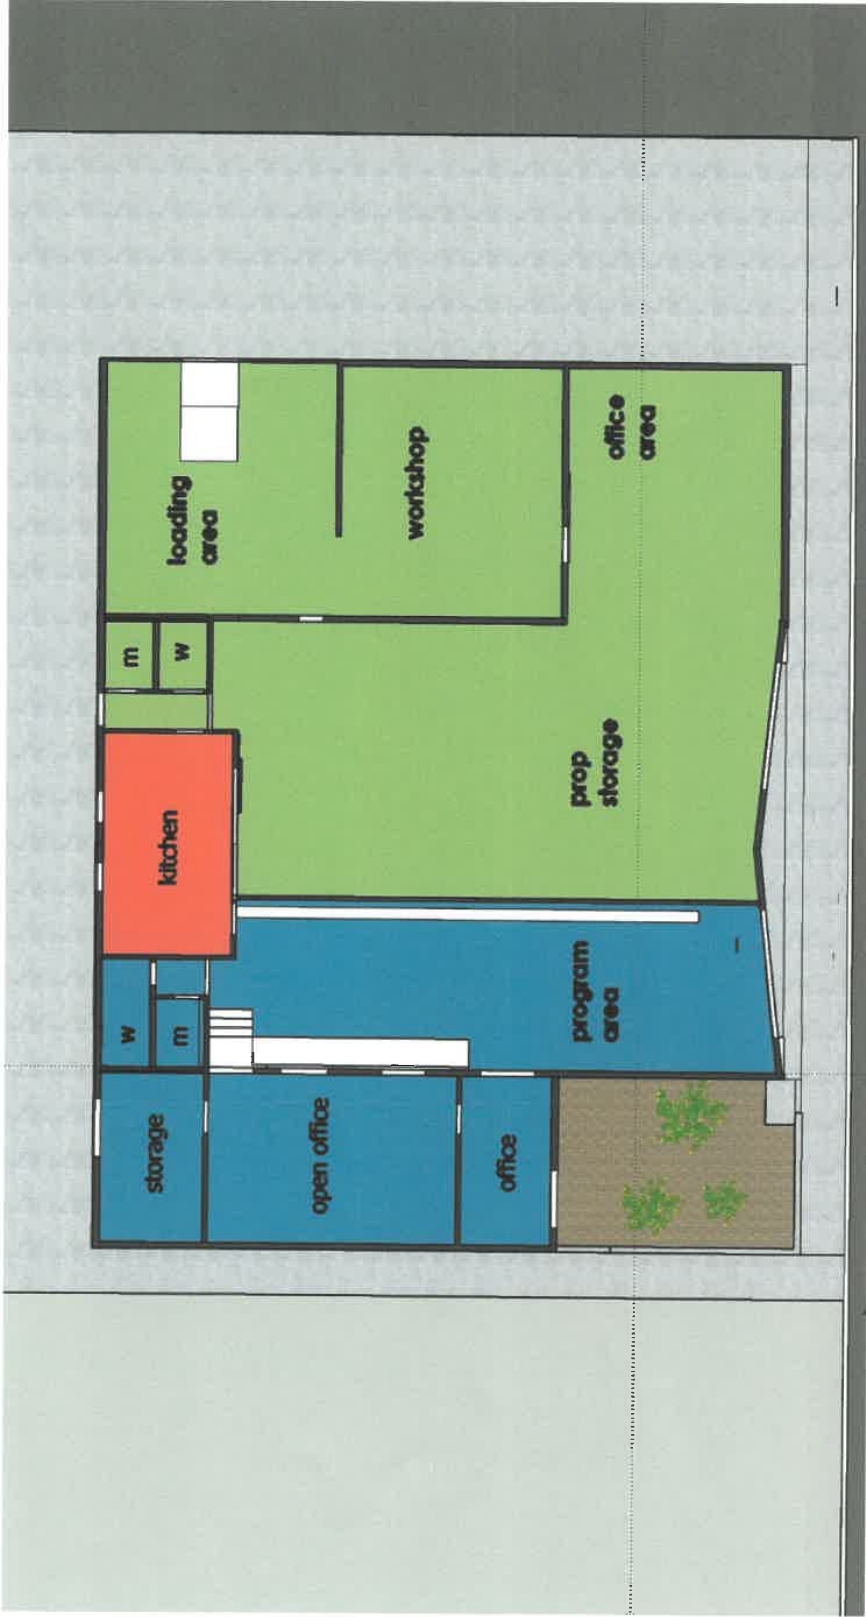 storage
w
m
kitchen
m
w
loading
area
open office
workshop
office
program
area
prop
storage
office
area